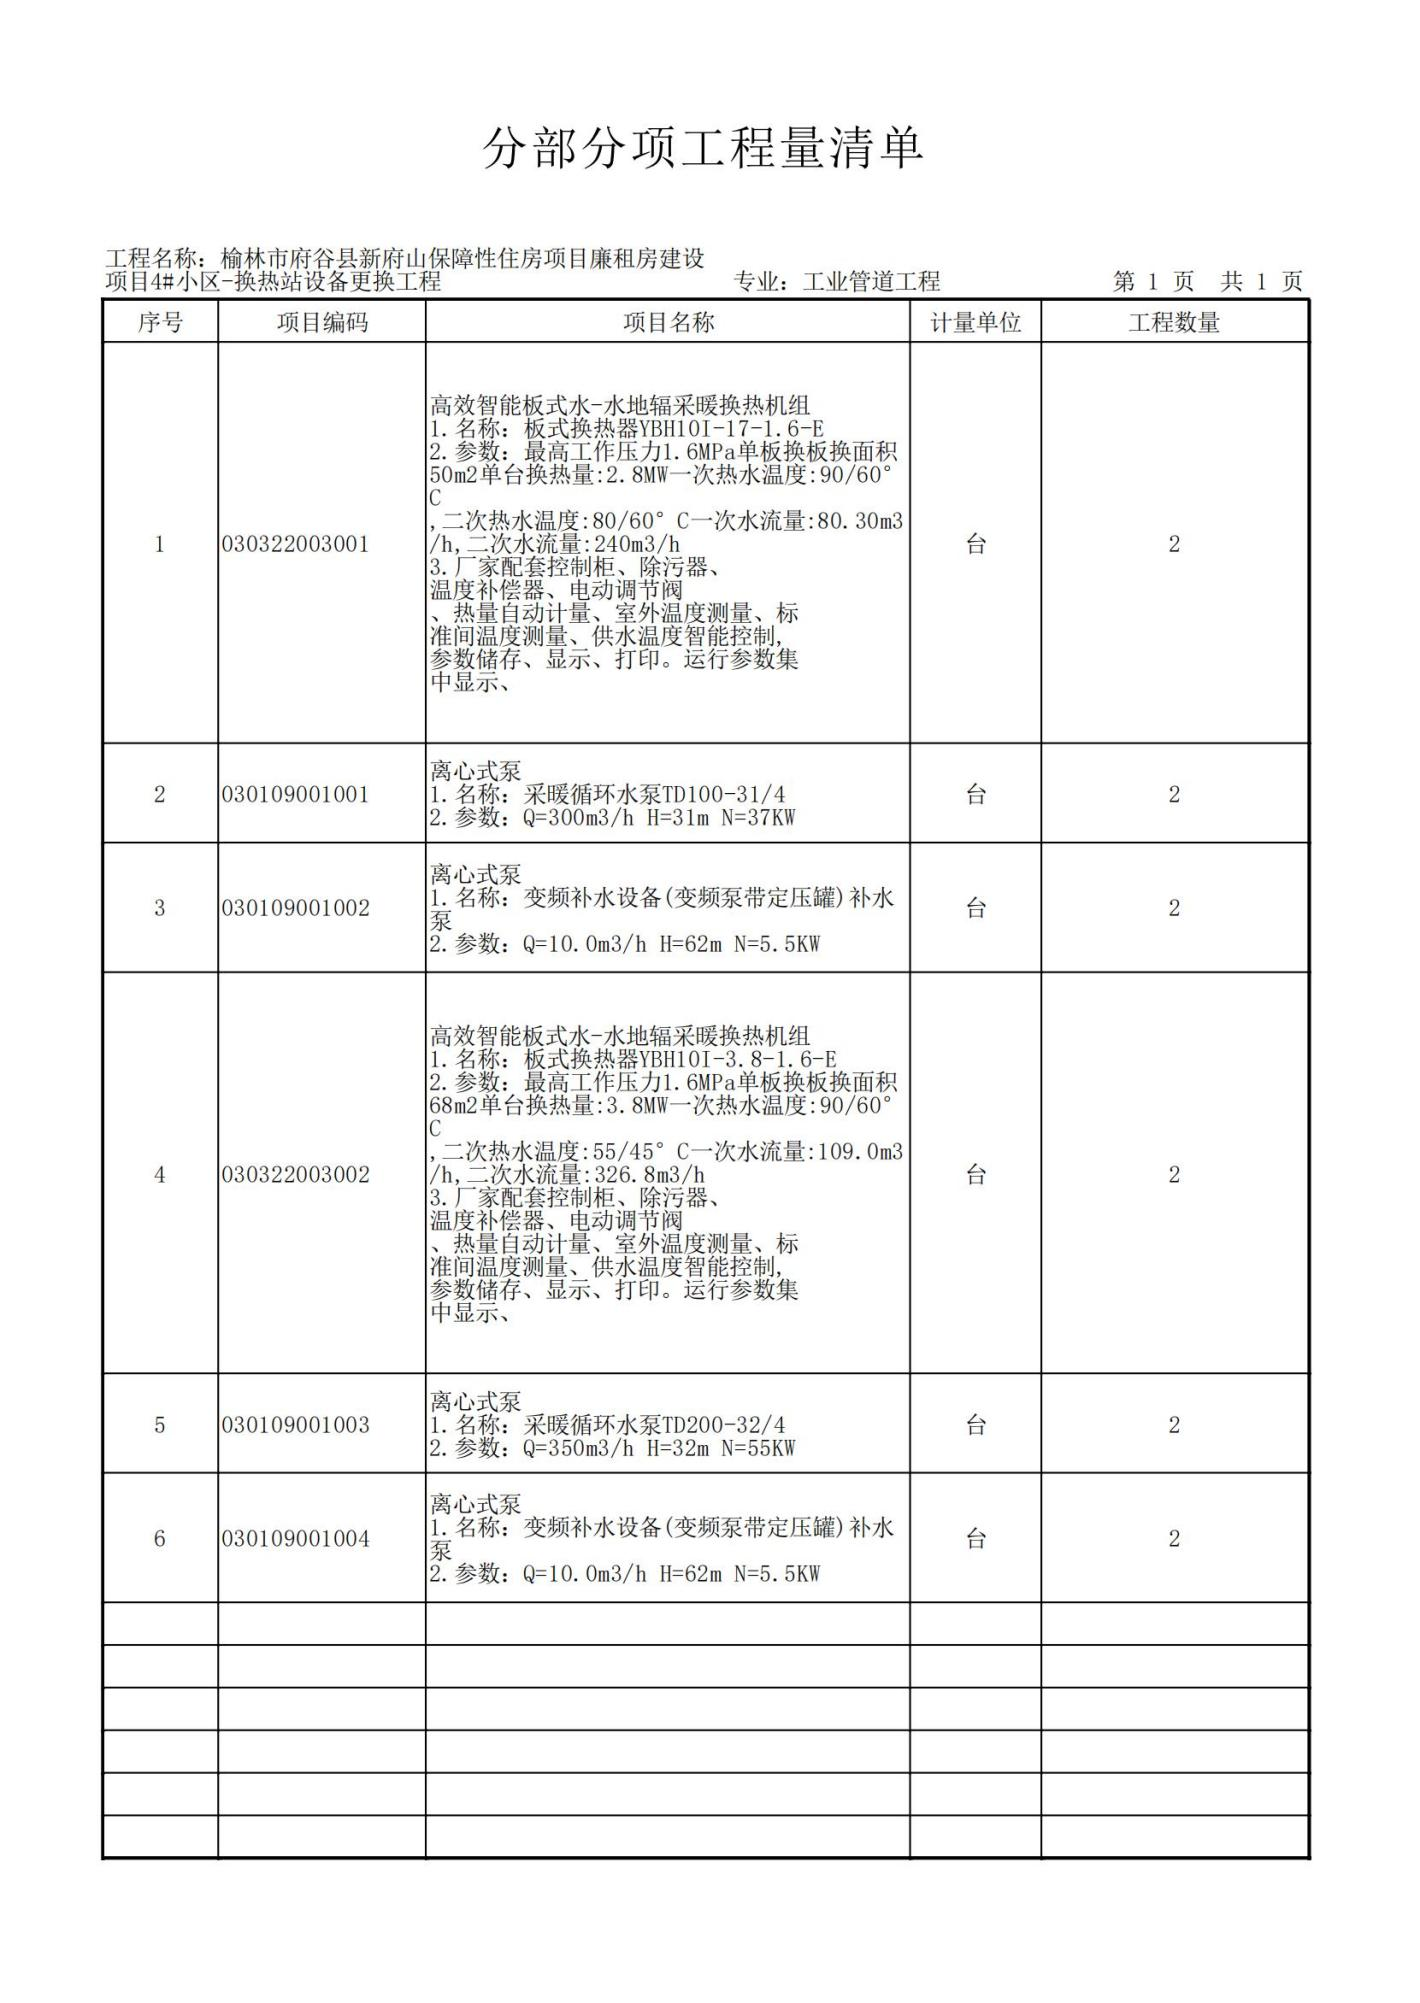 分部分项工程量清单
工程名称：榆林市府谷县新府山保障性住房项目廉租房建设
项目4#小区-换热站设备更换工程 专业：工业管道工程 第 1 页 共 1 页
序号 项目编码 项目名称 计量单位 工程数量
1 030322003001 台 2
高效智能板式水-水地辐采暖换热机组
1.名称：板式换热器YBH10I-17-1.6-E
2.参数：最高工作压力1.6MPa单板换板换面积
50m2单台换热量:2.8MW一次热水温度:90/60°
C
,二次热水温度:80/60°C一次水流量:80.30m3
/h,二次水流量:240m3/h
3.厂家配套控制柜、除污器、
温度补偿器、电动调节阀
、热量自动计量、室外温度测量、标
准间温度测量、供水温度智能控制,
参数储存、显示、打印。运行参数集
中显示、
2 030109001001 台 2
离心式泵
1.名称：采暖循环水泵TD100-31/4
2.参数：Q=300m3/h H=31m N=37KW
3 030109001002 台 2
离心式泵
1.名称：变频补水设备(变频泵带定压罐)补水
泵
2.参数：Q=10.0m3/h H=62m N=5.5KW
4 030322003002 台 2
高效智能板式水-水地辐采暖换热机组
1.名称：板式换热器YBH10I-3.8-1.6-E
2.参数：最高工作压力1.6MPa单板换板换面积
68m2单台换热量:3.8MW一次热水温度:90/60°
C
,二次热水温度:55/45°C一次水流量:109.0m3
/h,二次水流量:326.8m3/h
3.厂家配套控制柜、除污器、
温度补偿器、电动调节阀
、热量自动计量、室外温度测量、标
准间温度测量、供水温度智能控制,
参数储存、显示、打印。运行参数集
中显示、
5 030109001003 台 2
离心式泵
1.名称：采暖循环水泵TD200-32/4
2.参数：Q=350m3/h H=32m N=55KW
6 030109001004 台 2
离心式泵
1.名称：变频补水设备(变频泵带定压罐)补水
泵
2.参数：Q=10.0m3/h H=62m N=5.5KW